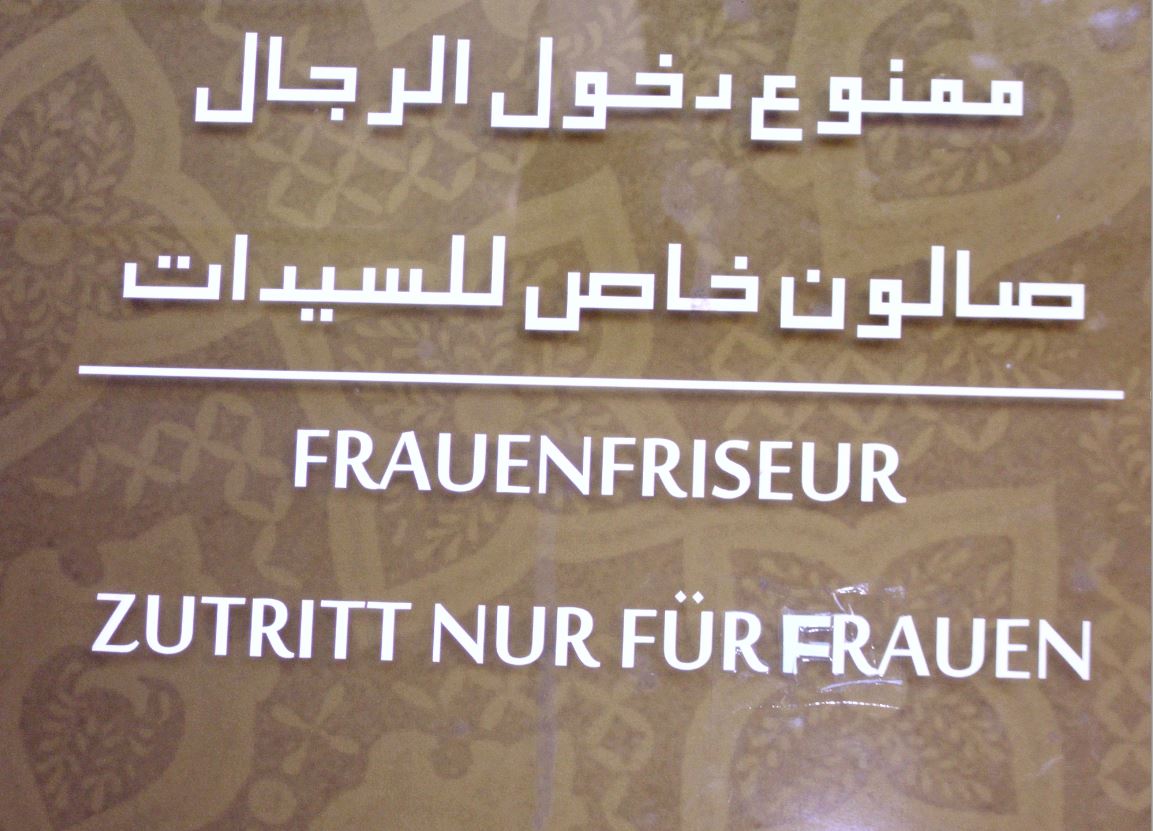 ممنوع دخول الرجال
صالون خاص للسيدات
FRAUENFRISEUR
ZUTRITT NUR FÜR FRAUEN